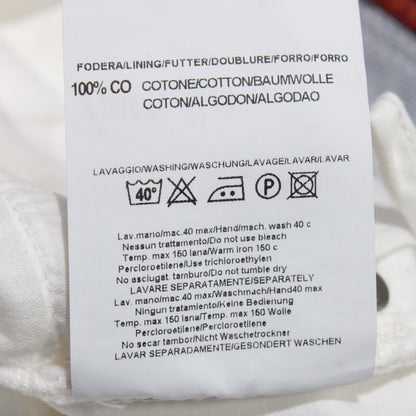 FODERA/LINING/FUTTER/DOUBLURE/FORRO/FORRO
100% CO COTONE/COTTON/BAUMWOLLE
COTON/ALGODON/ALGODAO
LAVAGGIO/WASHING/WASCHUNG/LAVAGE/LAVAR/LAVAR
40° P
Lav.mano/mac.40 max/Hand/mach. wash 40 c
Nessun trattamento/Do not use bleach
Temp. max 150 lana/Warm iron 150 c
Percloroetilene/Use trichloroethylen
No asciugat. tamburo/Do not tumble dry
LAVARE SEPARATAMENTE/SEPARATELY
Lav. mano/mac. 40 max/Waschmach/Hand40 max
Ningun tratamiento/Keine Bedienung
Temp. max 150 lana/Temp. max 150 Wolle
Percloroetilene/Percloroetilene
No secar tambor/Nicht Waschetrockner
LAVAR SEPARADAMENTE/GESONDERT WASCHEN